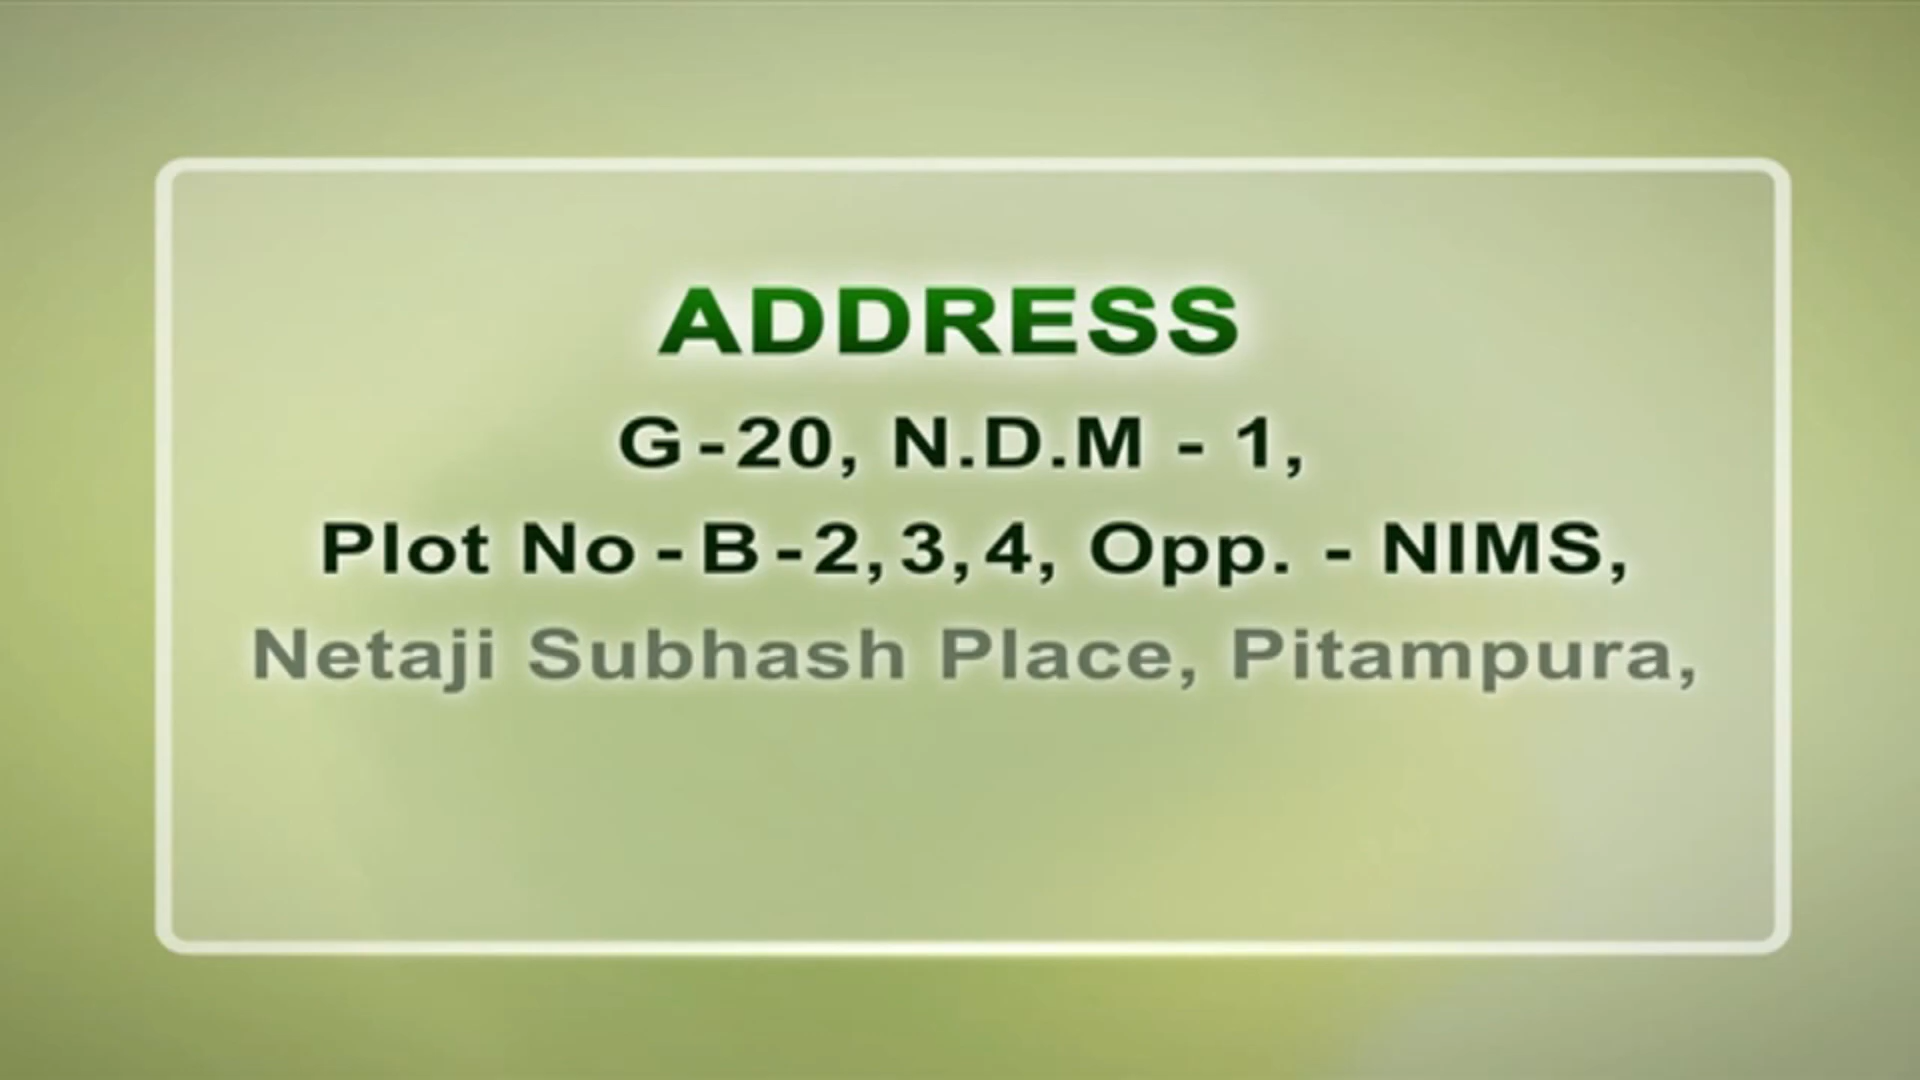 ADDRESS
G-20, N.D.M - 1,
Plot No - B - 2, 3, 4, Opp. - NIMS,
Netaji Subhash Place, Pitampura,